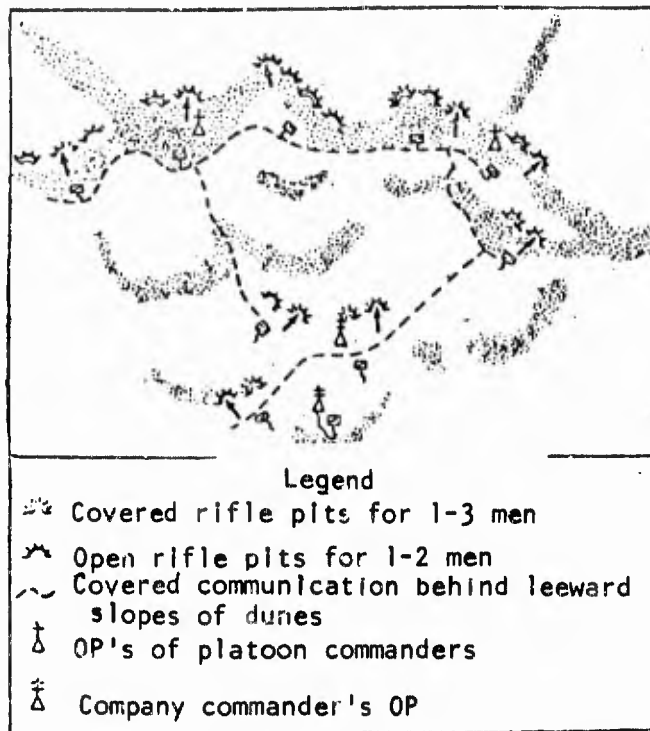 Legend
Covered rifle pits for 1-3 men
Open rifle pits for 1-2 men
Covered communication behind leeward
slopes of dunes
OP's of platoon commanders
Company commander's OP